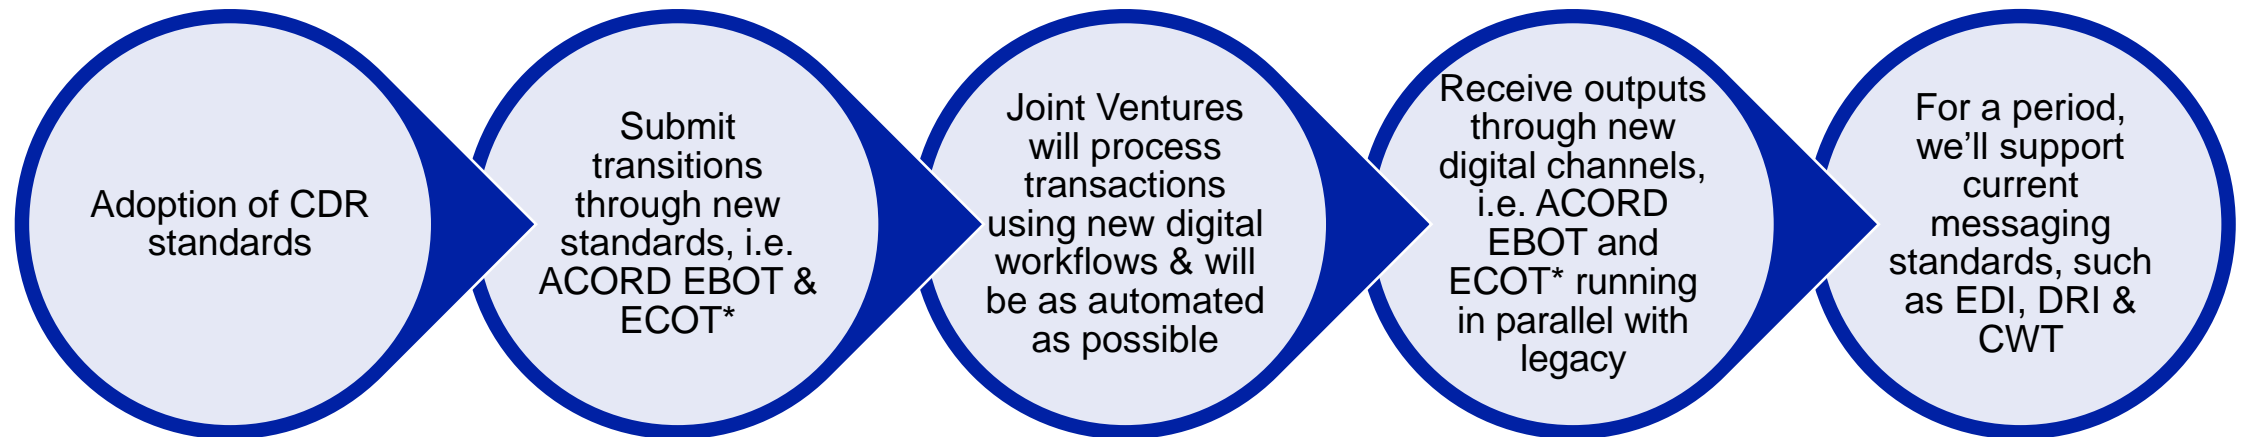 Adoption of CDR
standards
Submit
transitions
through new
standards, i.e.
ACORD EBOT &
ECOT*
Joint Ventures
will process
transactions
using new digital
workflows & will
be as automated
as possible
Receive outputs
through new
digital channels,
i.e. ACORD
EBOT and
ECOT* running
in parallel with
legacy
For a period,
we’ll support
current
messaging
standards, such
as EDI, DRI &
CWT